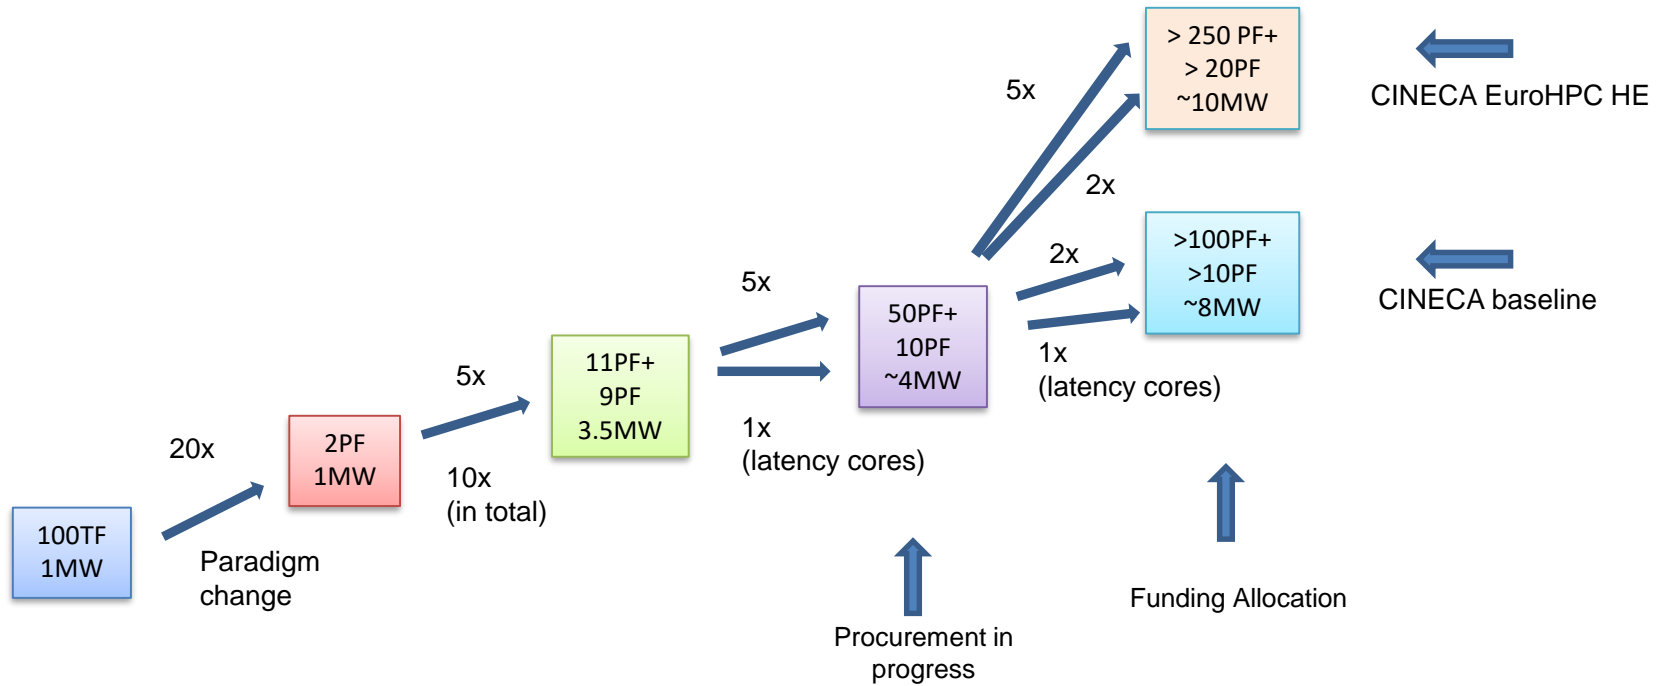 100TF
1MW
20x
Paradigm
change
2PF
1MW
5x
10x
(in total)
11PF+
9PF
3.5MW
5x
1x
(latency cores)
50PF+
10PF
~4MW
Procurement in
progress
5x
2x
> 250 PF+
> 20PF
~10MW
CINECA EuroHPC HE
2x
1x
(latency cores)
>100PF+
>10PF
~8MW
CINECA baseline
Funding Allocation